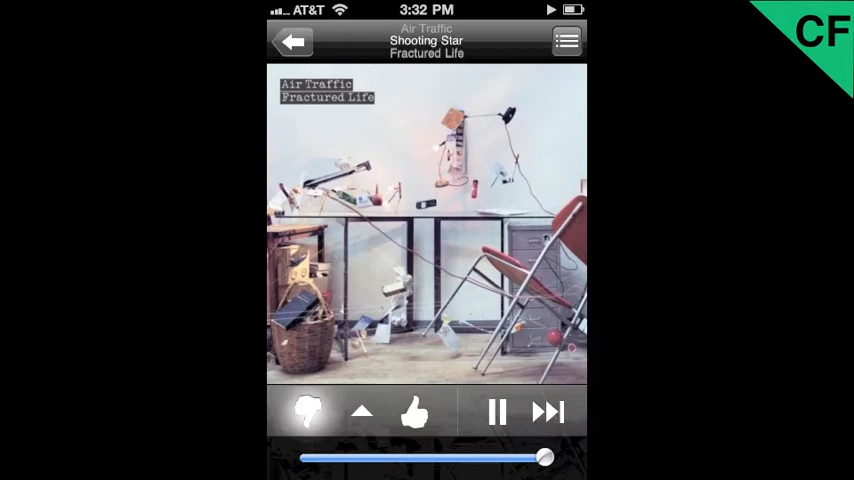 AT&T 3:32 PM
CF
Air Traffic
Shooting Star
Fractured Life
Air Traffic
Fractured Life